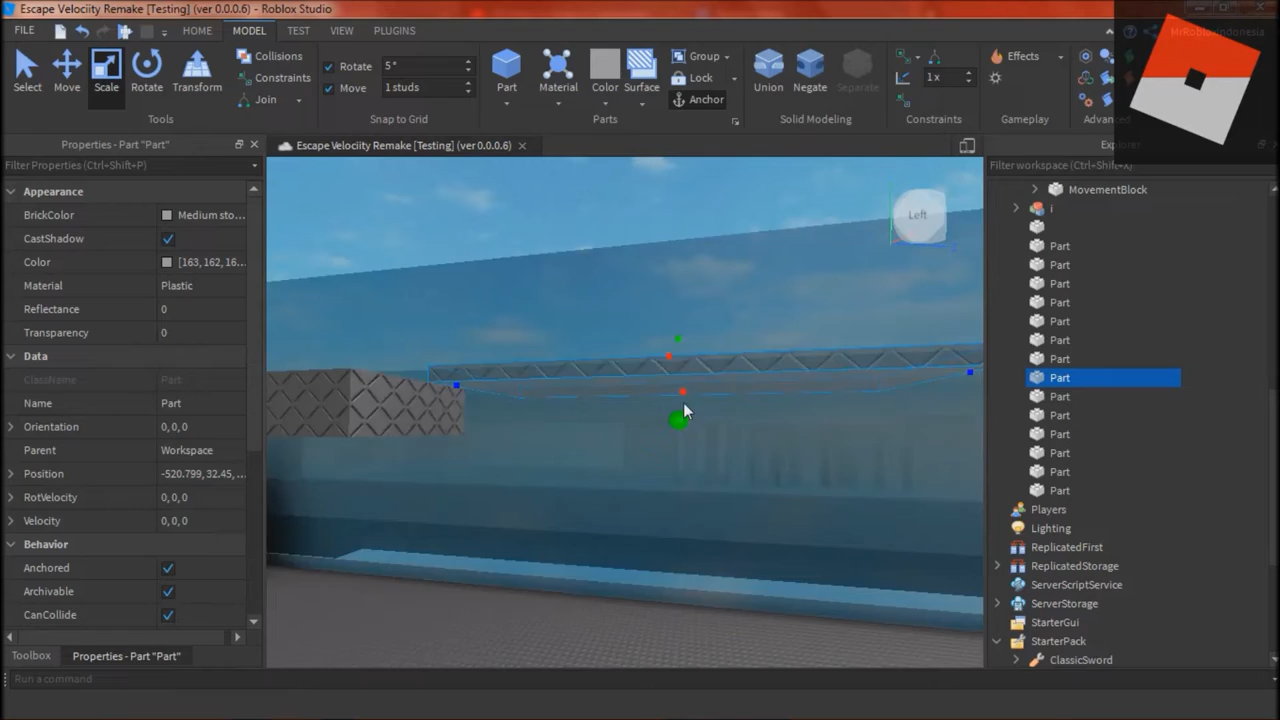 Escape Velociity Remake [Testing] (ver 0.0.0.6) - Roblox Studio
FILE HOME MODEL TEST VIEW PLUGINS
MrRobloxIndonesia
Select Move Scale Rotate Transform
Collisions
Constraints
Join
Tools
Rotate 5°
Move 1 studs
Snap to Grid
Part Material Color Surface
Group
Lock
Anchor
Parts
Union Negate Separate
Solid Modeling
1x
Constraints
Effects
Gameplay
Advanc
Properties - Part "Part"
Filter Properties (Ctrl+Shift+P)
Appearance
BrickColor Medium sto...
CastShadow
Color [163, 162, 16...
Material Plastic
Reflectance 0
Transparency 0
Data
ClassName Part
Name Part
Orientation 0, 0, 0
Parent Workspace
Position -520.799, 32.45, ...
RotVelocity 0, 0, 0
Velocity 0, 0, 0
Behavior
Anchored
Archivable
CanCollide
Toolbox Properties - Part "Part"
Run a command
Escape Velociity Remake [Testing] (ver 0.0.0.6)
Left
Explorer
Filter workspace (Ctrl+Shift+X)
MovementBlock
i
Part
Part
Part
Part
Part
Part
Part
Part
Part
Part
Part
Part
Part
Part
Players
Lighting
ReplicatedFirst
ReplicatedStorage
ServerScriptService
ServerStorage
StarterGui
StarterPack
ClassicSword